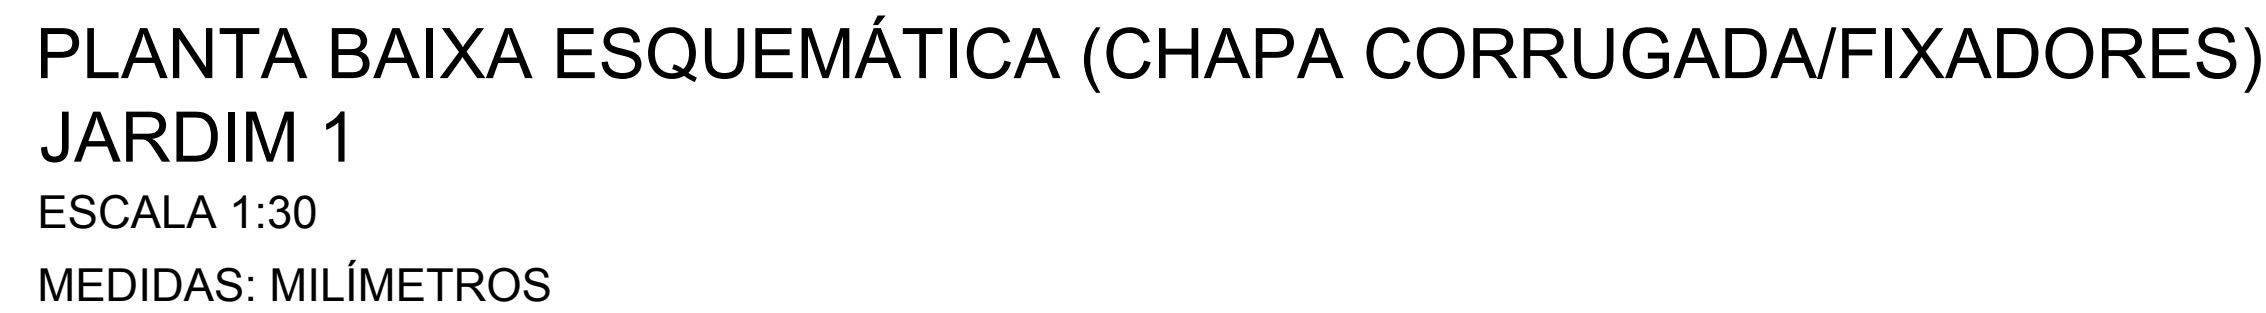 PLANTA BAIXA ESQUEMÁTICA (CHAPA CORRUGADA/FIXADORES)
JARDIM 1
ESCALA 1:30
MEDIDAS: MILÍMETROS